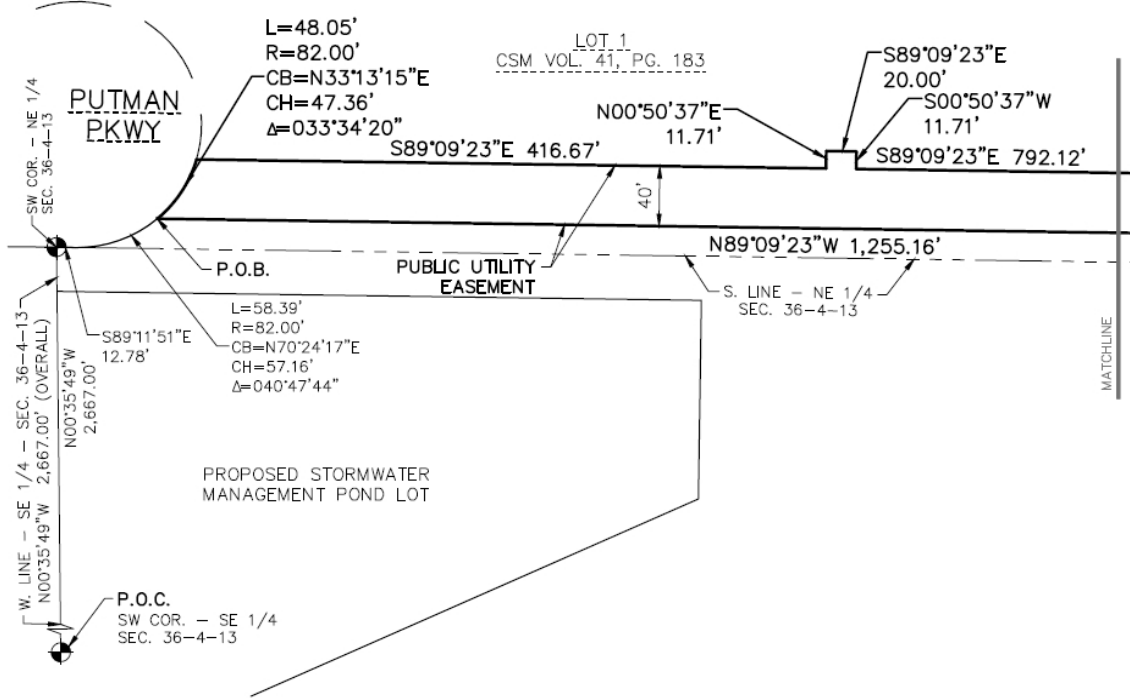 L=48.05'
R=82.00'
CB=N33°13'15"E
CH=47.36'
Δ=033°34'20"
LOT 1
CSM VOL. 41, PG. 183
S89°09'23"E
20.00'
N00°50'37"E
11.71'
S00°50'37"W
11.71'
PUTMAN
PKWY
S89°09'23"E 416.67'
S89°09'23"E 792.12'
SW COR. – NE 1/4
SEC. 36-4-13
40'
N89°09'23"W 1,255.16'
P.O.B.
PUBLIC UTILITY
EASEMENT
S. LINE – NE 1/4
SEC. 36-4-13
MATCHLINE
S89°11'51"E
12.78'
L=58.39'
R=82.00'
CB=N70°24'17"E
CH=57.16'
Δ=040°47'44"
W. LINE – SE 1/4 – SEC. 36-4-13
N00°35'49"W 2,667.00' (OVERALL)
N00°35'49"W
2,667.00'
PROPOSED STORMWATER
MANAGEMENT POND LOT
P.O.C.
SW COR. – SE 1/4
SEC. 36-4-13